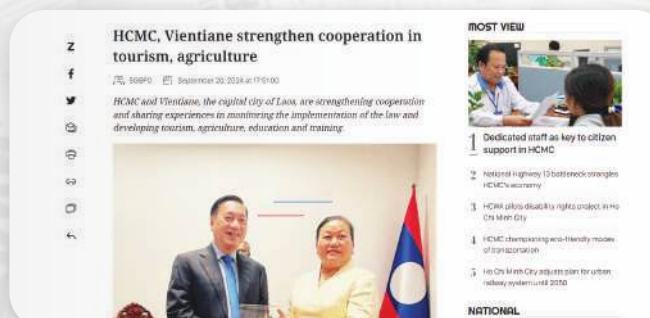 HCMC, Vientiane strengthen cooperation in
tourism, agriculture
SGGPO September 20, 2024 at 17:51:00
HCMC and Vientiane, the capital city of Laos, are strengthening cooperation
and sharing experiences in monitoring the implementation of the law and
developing tourism, agriculture, education and training.
MOST VIEW
1 Dedicated staff as key to citizen
support in HCMC
2 National Highway 13 bottleneck strangles
HCMC's economy
3 HCMA pilots disability rights project in Ho
Chi Minh City
4 HCMC championing eco-friendly modes
of transportation
5 Ho Chi Minh City adjusts plan for urban
railway system until 2050
NATIONAL